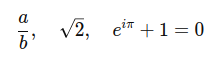 a/b, √2, e^{iπ} + 1 = 0